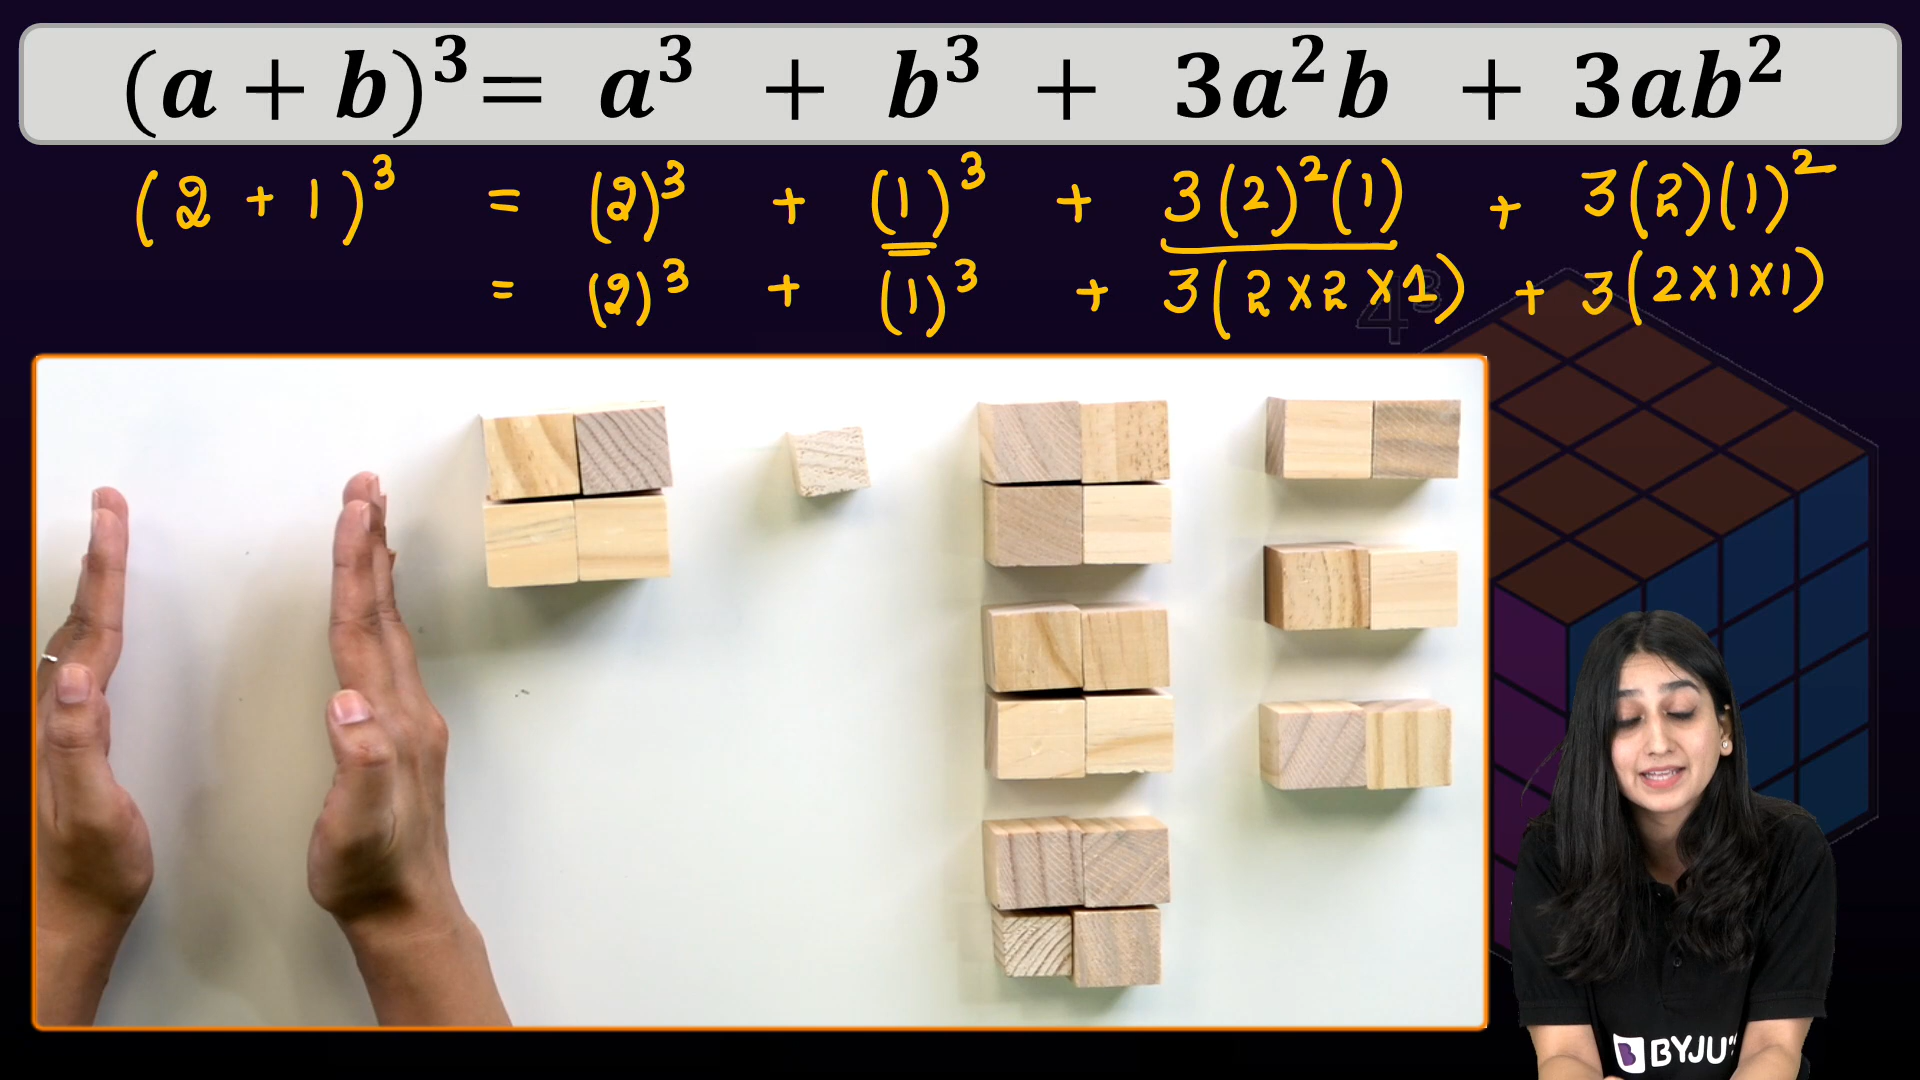 (a + b)³ = a³ + b³ + 3a²b + 3ab²
(2 + 1)³ = (2)³ + (1)³ + 3(2)²(1) + 3(2)(1)²
= (2)³ + (1)³ + 3(2×2×1) + 3(2×1×1)
4³
BYJU'